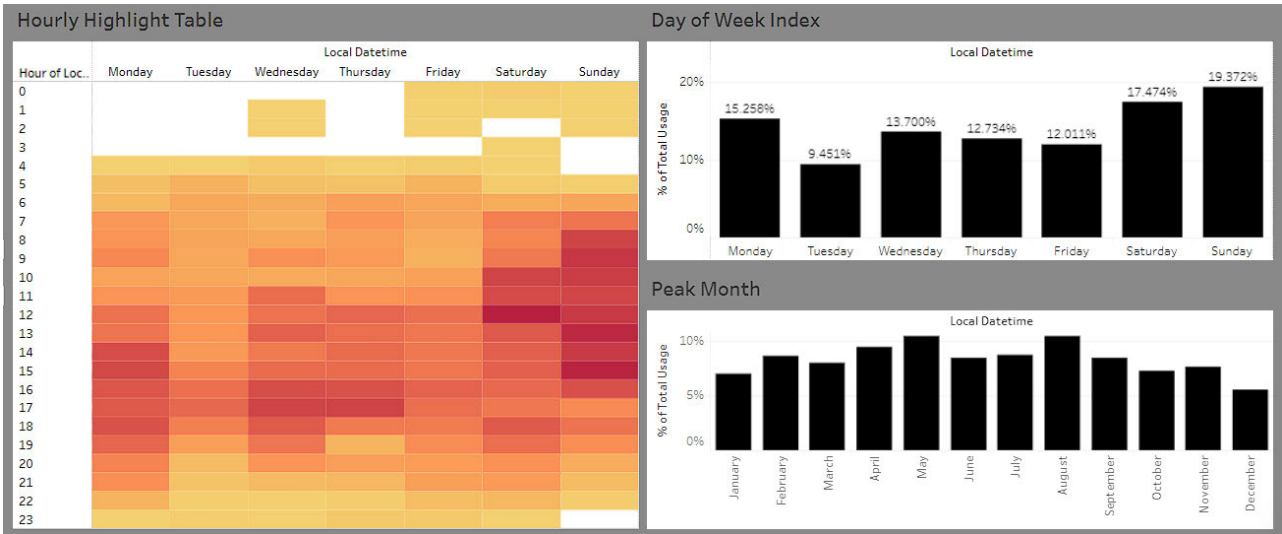 Hourly Highlight Table
Local Datetime
Hour of Loc.. Monday Tuesday Wednesday Thursday Friday Saturday Sunday
0
1
2
3
4
5
6
7
8
9
10
11
12
13
14
15
16
17
18
19
20
21
22
23
Day of Week Index
Local Datetime
% of Total Usage
20%
10%
0%
15.258%
9.451%
13.700%
12.734%
12.011%
17.474%
19.372%
Monday Tuesday Wednesday Thursday Friday Saturday Sunday
Peak Month
Local Datetime
% of Total Usage
10%
5%
0%
January
February
March
April
May
June
July
August
September
October
November
December